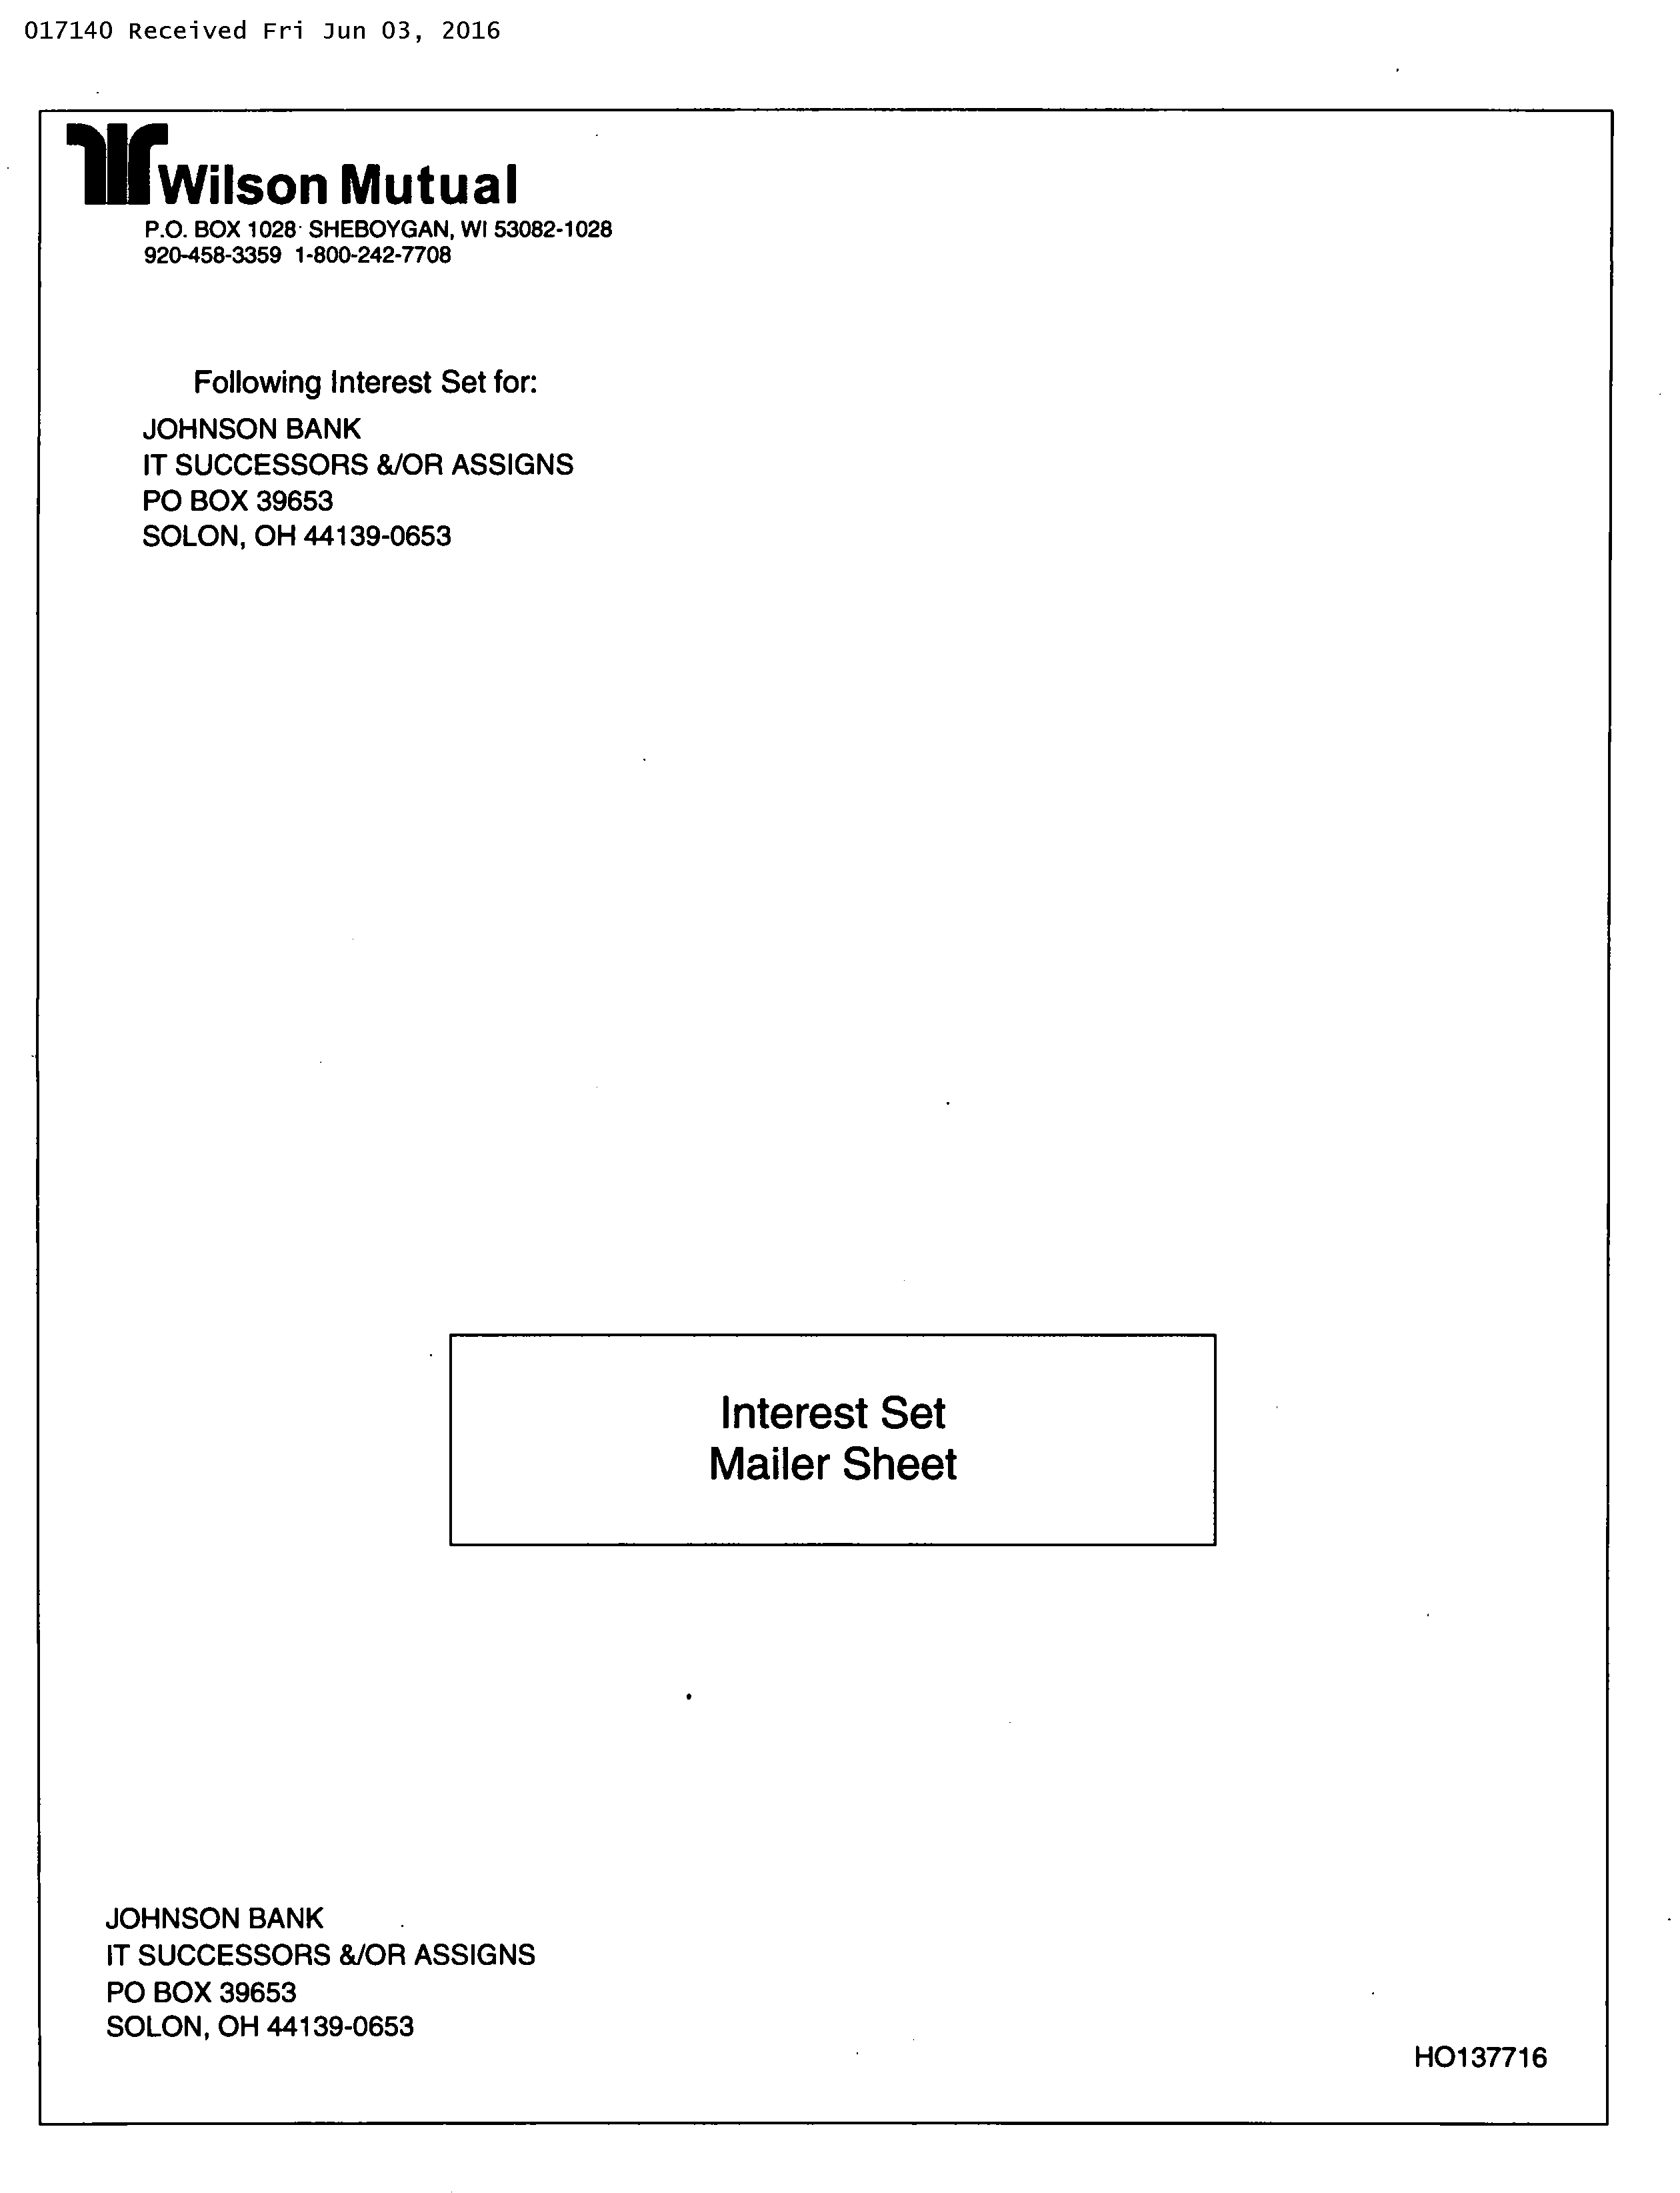 017140 Received Fri Jun 03, 2016
Wilson Mutual
P.O. BOX 1028 SHEBOYGAN, WI 53082-1028
920-458-3359 1-800-242-7708
Following Interest Set for:
JOHNSON BANK
IT SUCCESSORS &/OR ASSIGNS
PO BOX 39653
SOLON, OH 44139-0653
Interest Set
Mailer Sheet
JOHNSON BANK
IT SUCCESSORS &/OR ASSIGNS
PO BOX 39653
SOLON, OH 44139-0653
HO137716